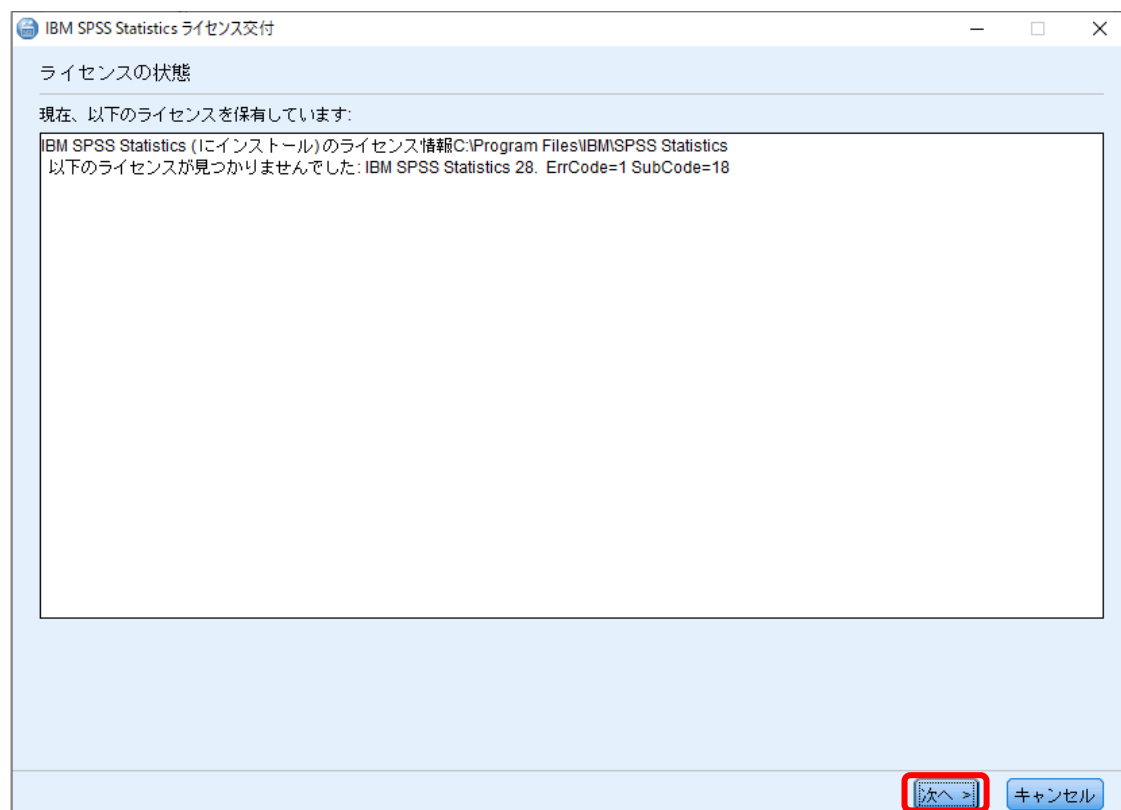 IBM SPSS Statistics ライセンス交付
ライセンスの状態
現在、以下のライセンスを保有しています:
IBM SPSS Statistics (にインストール)のライセンス情報C:\Program Files\IBM\SPSS Statistics
以下のライセンスが見つかりませんでした: IBM SPSS Statistics 28. ErrCode=1 SubCode=18
次へ >
キャンセル